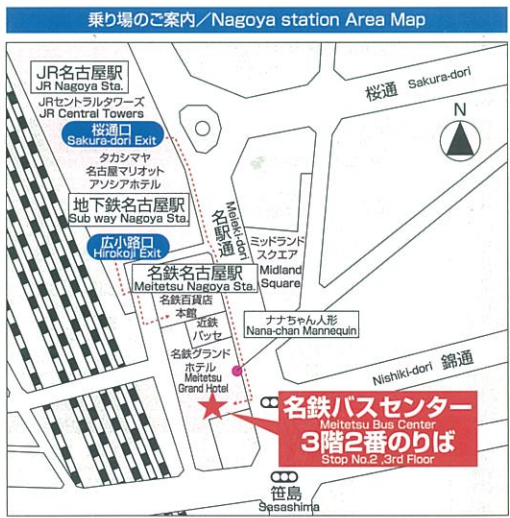 乗り場のご案内／Nagoya station Area Map
JR名古屋駅
JR Nagoya Sta.
JRセントラルタワーズ
JR Central Towers
桜通口
Sakura-dori Exit
タカシマヤ
名古屋マリオット
アソシアホテル
地下鉄名古屋駅
Sub way Nagoya Sta.
広小路口
Hirokoji Exit
桜通 Sakura-dori
N
Meieki-dori
名駅通
ミッドランド
スクエア
Midland
Square
名鉄名古屋駅
Meitetsu Nagoya Sta.
名鉄百貨店
本館
近鉄
パッセ
名鉄グランド
ホテル
Meitetsu
Grand Hotel
ナナちゃん人形
Nana-chan Mannequin
Nishiki-dori 錦通
名鉄バスセンター
Meitetsu Bus Center
3階2番のりば
Stop No.2 ,3rd Floor
笹島
Sasashima